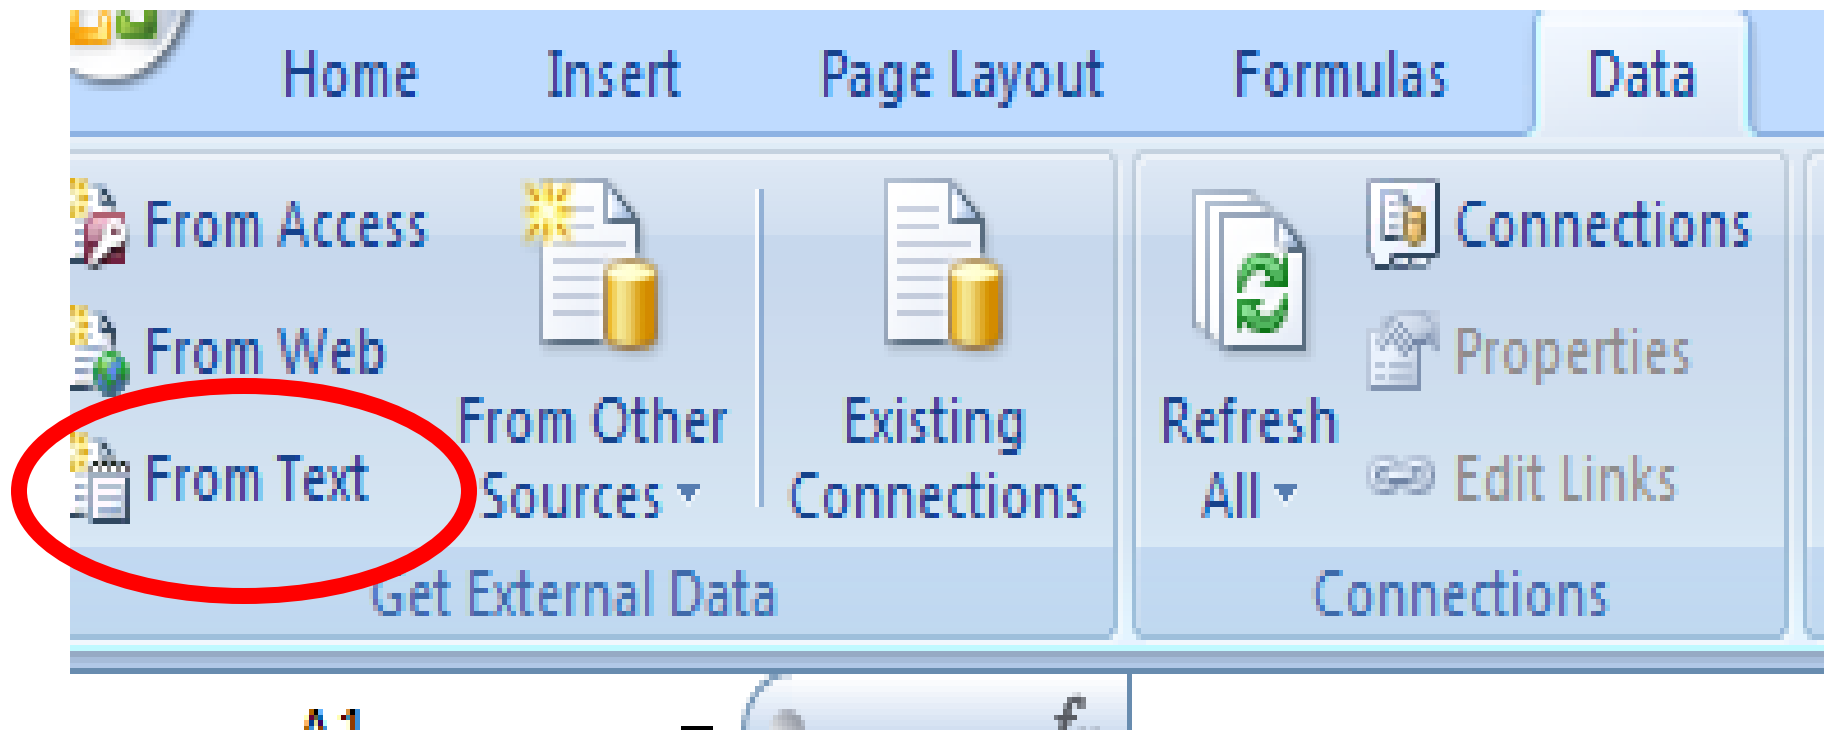 Home Insert Page Layout Formulas Data
From Access
From Web
From Text
From Other
Sources
Existing
Connections
Get External Data
Refresh
All
Connections
Properties
Edit Links
Connections
A1